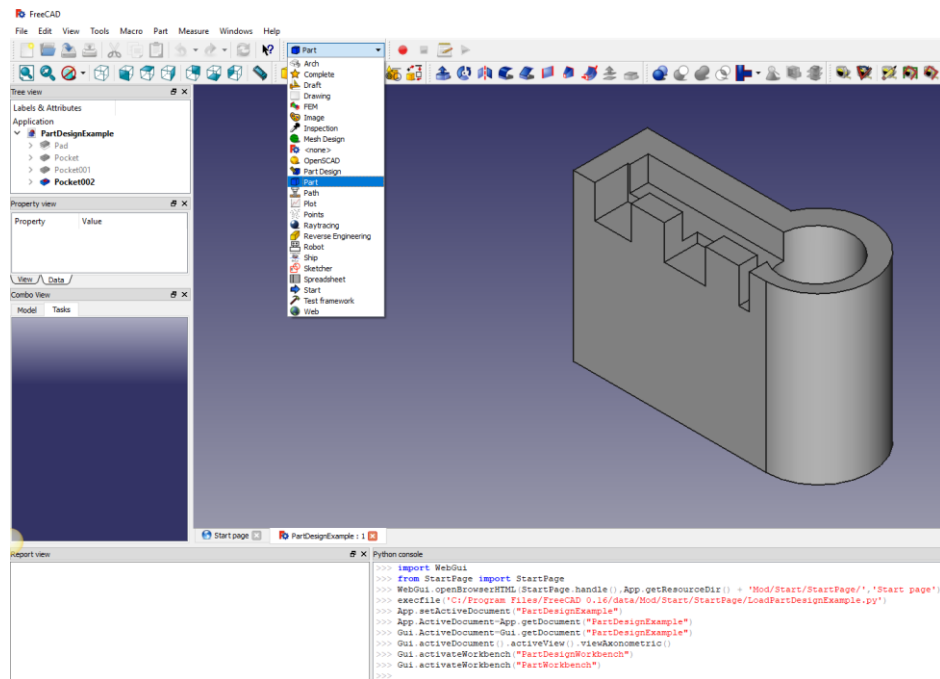 FreeCAD
File Edit View Tools Macro Part Measure Windows Help
Part
Arch
Complete
Draft
Drawing
FEM
Image
Inspection
Mesh Design
<none>
OpenSCAD
Part Design
Part
Path
Plot
Points
Raytracing
Reverse Engineering
Robot
Ship
Sketcher
Spreadsheet
Start
Test framework
Web
Tree view
Labels & Attributes
Application
PartDesignExample
Pad
Pocket
Pocket001
Pocket002
Property view
Property Value
View Data
Combo View
Model Tasks
Start page PartDesignExample : 1
Report view
Python console
>>> import WebGui
>>> from StartPage import StartPage
>>> WebGui.openBrowserHTML(StartPage.handle(),App.getResourceDir() + 'Mod/Start/StartPage/','Start page')
>>> execfile('C:/Program Files/FreeCAD 0.16/data/Mod/Start/StartPage/LoadPartDesignExample.py')
>>> App.setActiveDocument("PartDesignExample")
>>> App.ActiveDocument=App.getDocument("PartDesignExample")
>>> Gui.ActiveDocument=Gui.getDocument("PartDesignExample")
>>> Gui.activeDocument().activeView().viewAxonometric()
>>> Gui.activateWorkbench("PartDesignWorkbench")
>>> Gui.activateWorkbench("PartWorkbench")
>>>